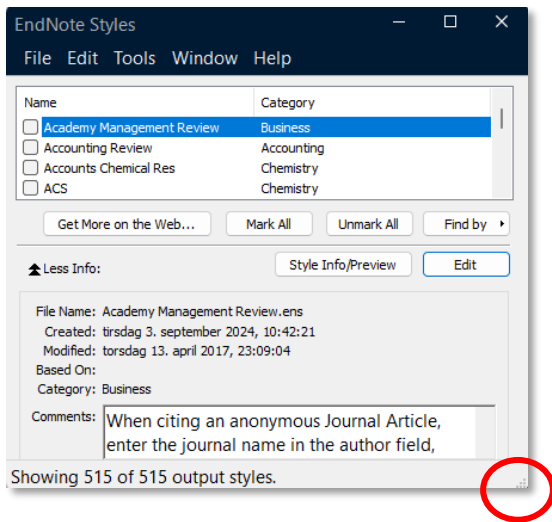 EndNote Styles
File Edit Tools Window Help
Name Category
Academy Management Review Business
Accounting Review Accounting
Accounts Chemical Res Chemistry
ACS Chemistry
Get More on the Web... Mark All Unmark All Find by
Less Info: Style Info/Preview Edit
File Name: Academy Management Review.ens
Created: tirsdag 3. september 2024, 10:42:21
Modified: torsdag 13. april 2017, 23:09:04
Based On:
Category: Business
Comments: When citing an anonymous Journal Article,
enter the journal name in the author field,
Showing 515 of 515 output styles.